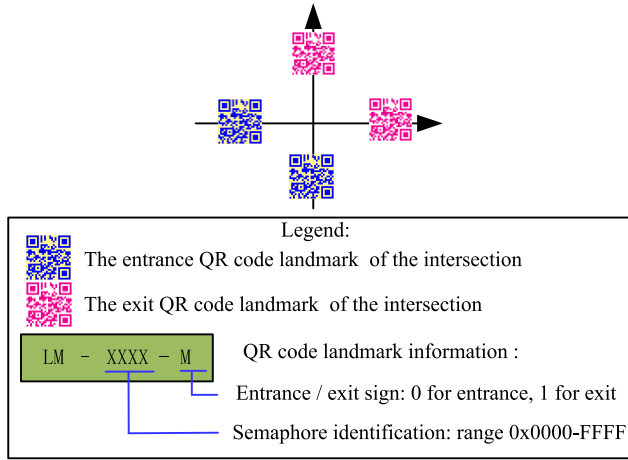 Legend:
The entrance QR code landmark of the intersection
The exit QR code landmark of the intersection
LM - XXXX - M
QR code landmark information :
Entrance / exit sign: 0 for entrance, 1 for exit
Semaphore identification: range 0x0000-FFFF